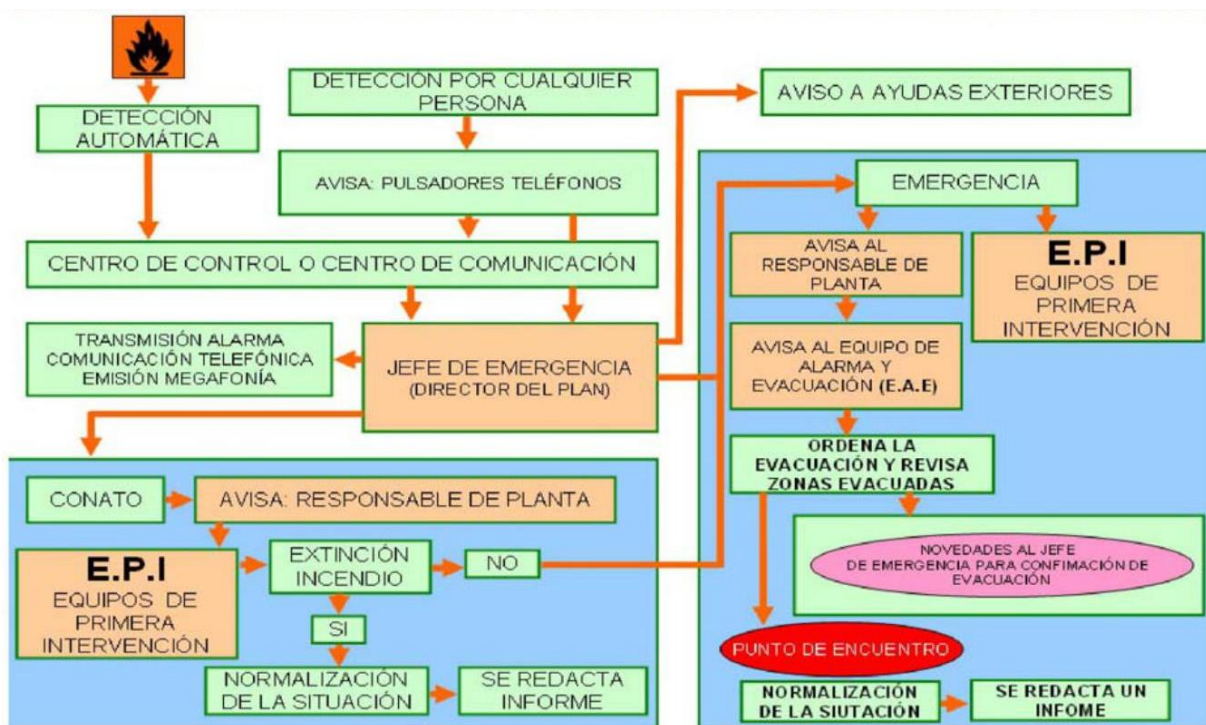 DETECCIÓN
AUTOMÁTICA
DETECCIÓN POR CUALQUIER
PERSONA
AVISO A AYUDAS EXTERIORES
AVISA: PULSADORES TELÉFONOS
CENTRO DE CONTROL O CENTRO DE COMUNICACIÓN
TRANSMISIÓN ALARMA
COMUNICACIÓN TELEFÓNICA
EMISIÓN MEGAFONÍA
JEFE DE EMERGENCIA
(DIRECTOR DEL PLAN)
CONATO
AVISA: RESPONSABLE DE PLANTA
E.P.I
EQUIPOS DE
PRIMERA
INTERVENCIÓN
EXTINCIÓN
INCENDIO
NO
SI
NORMALIZACIÓN
DE LA SITUACIÓN
SE REDACTA
INFORME
EMERGENCIA
AVISA AL
RESPONSABLE DE
PLANTA
E.P.I
EQUIPOS DE
PRIMERA
INTERVENCIÓN
AVISA AL EQUIPO DE
ALARMA Y
EVACUACIÓN (E.A.E)
ORDENA LA
EVACUACIÓN Y REVISA
ZONAS EVACUADAS
NOVEDADES AL JEFE
DE EMERGENCIA PARA CONFIMACIÓN DE
EVACUACIÓN
PUNTO DE ENCUENTRO
NORMALIZACIÓN
DE LA SIUTACIÓN
SE REDACTA UN
INFOME